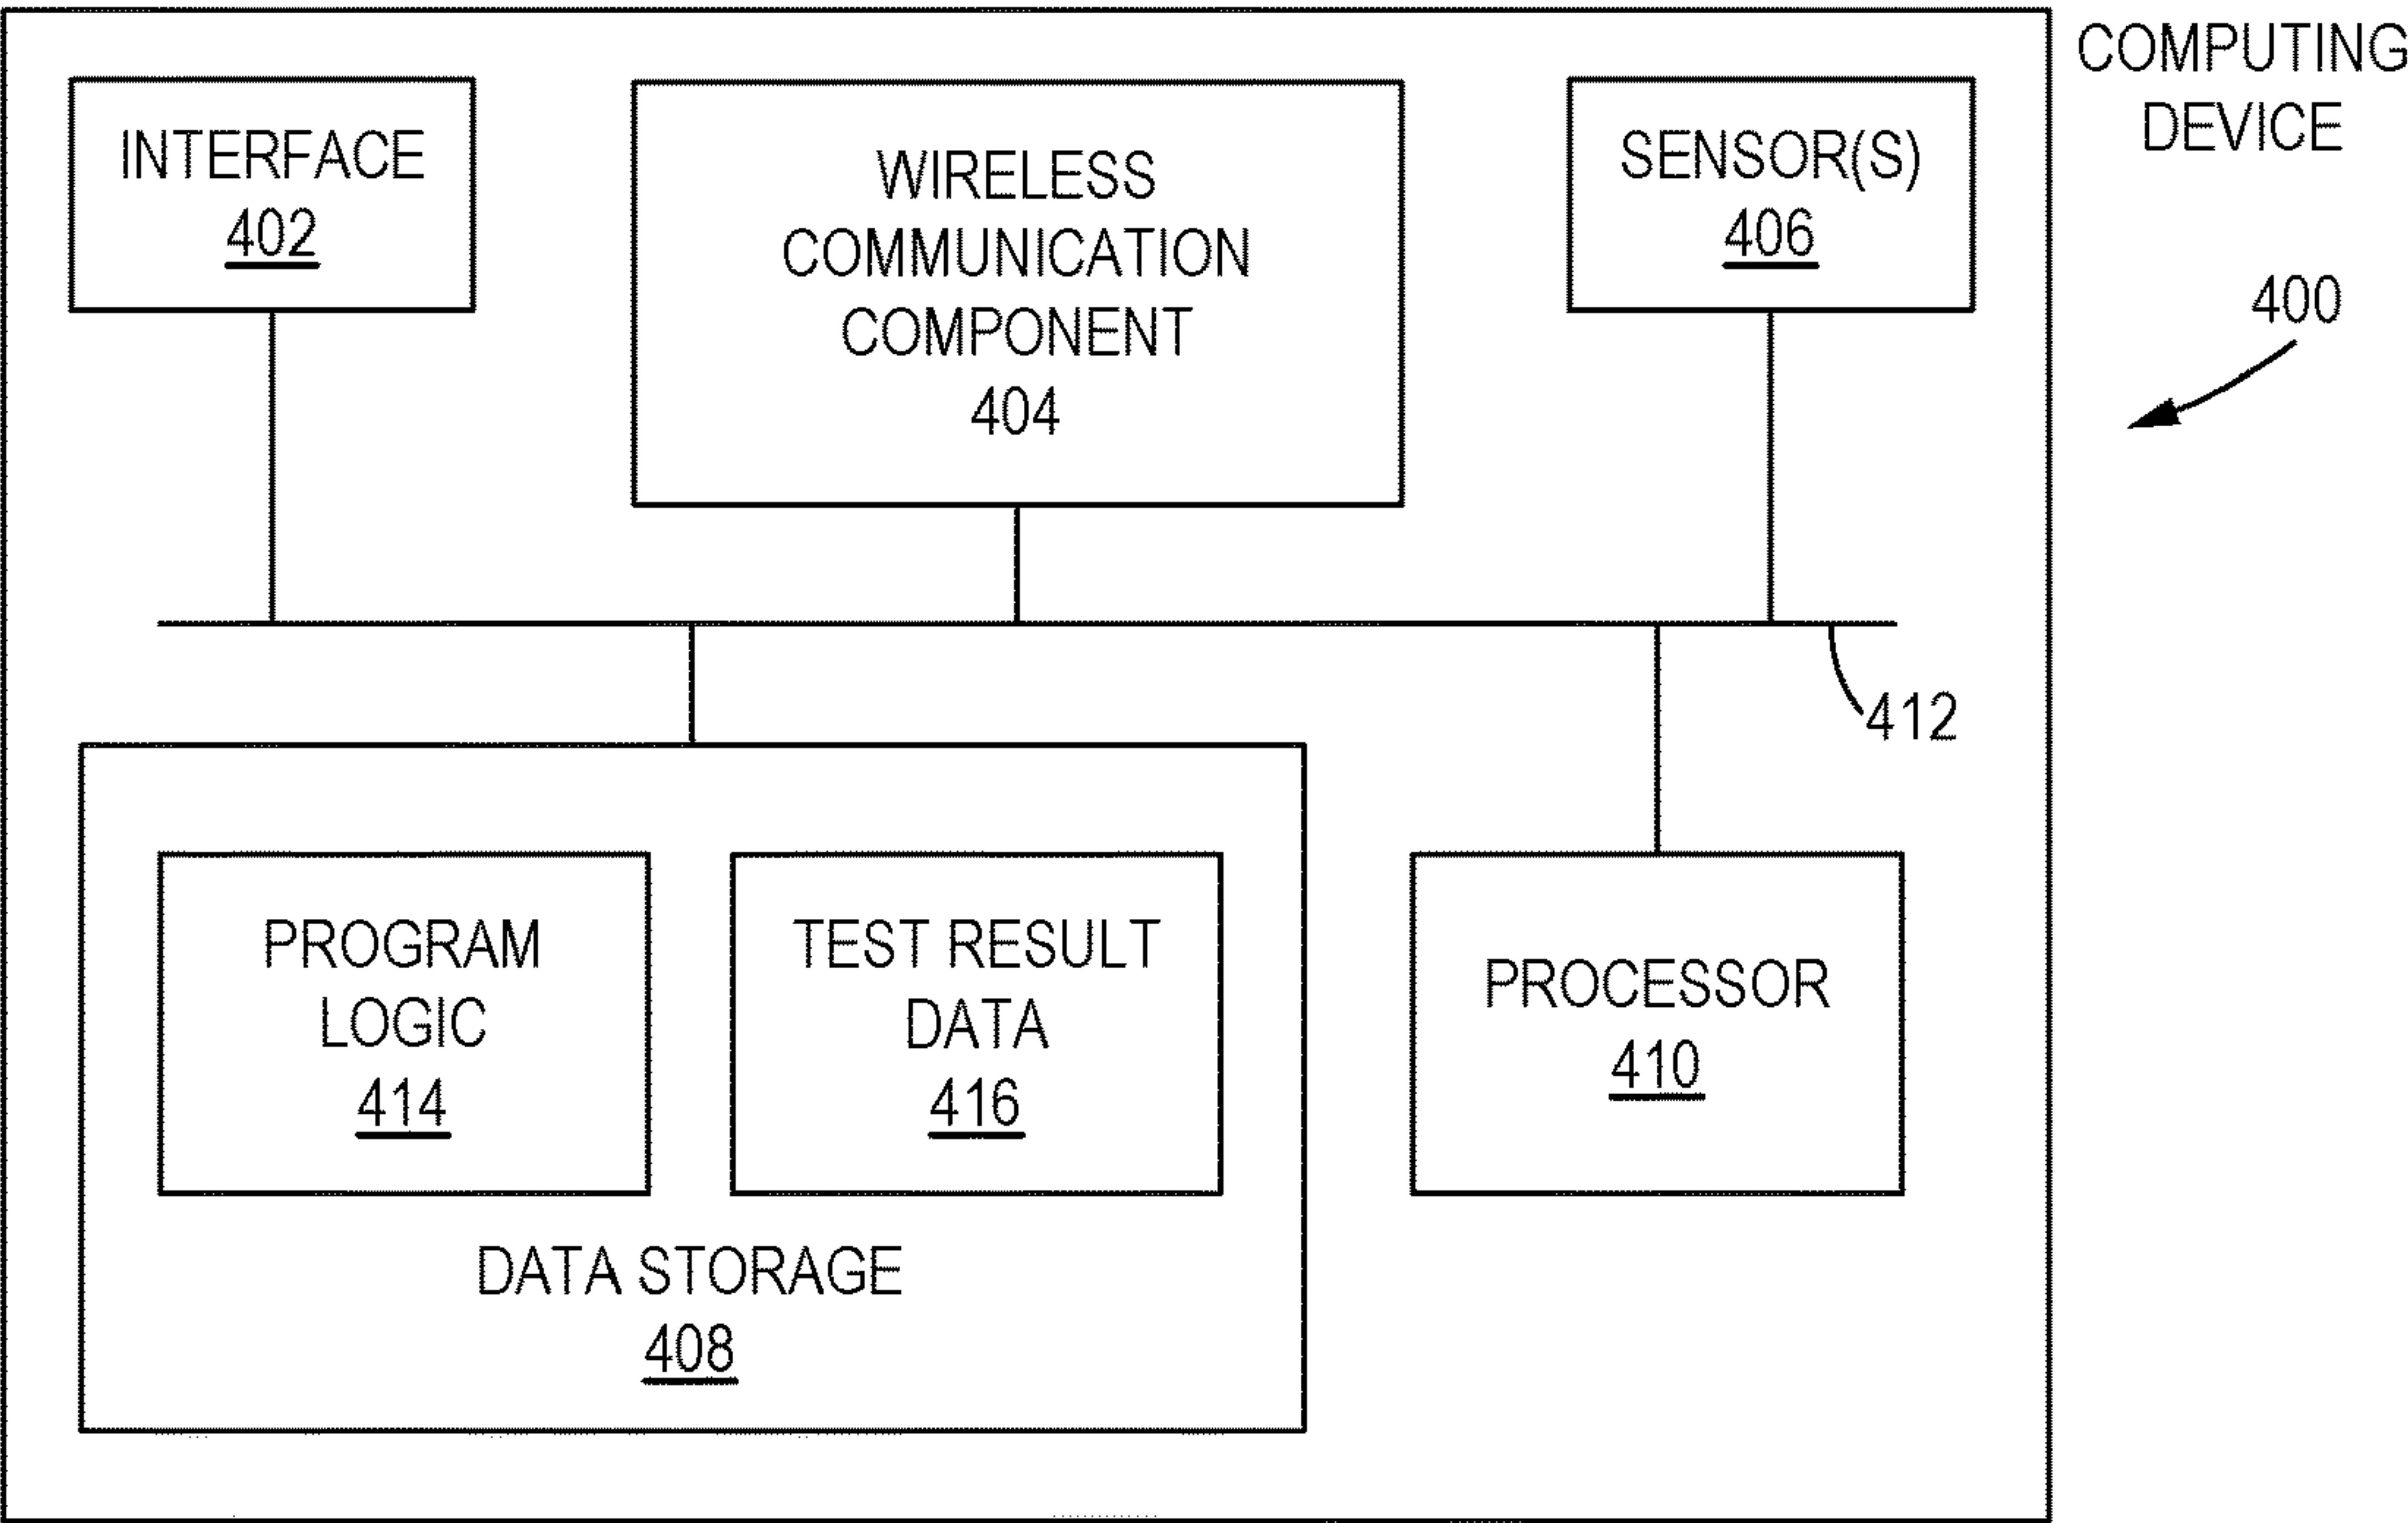 COMPUTING
DEVICE
400
INTERFACE
402
WIRELESS
COMMUNICATION
COMPONENT
404
SENSOR(S)
406
412
PROGRAM
LOGIC
414
TEST RESULT
DATA
416
DATA STORAGE
408
PROCESSOR
410